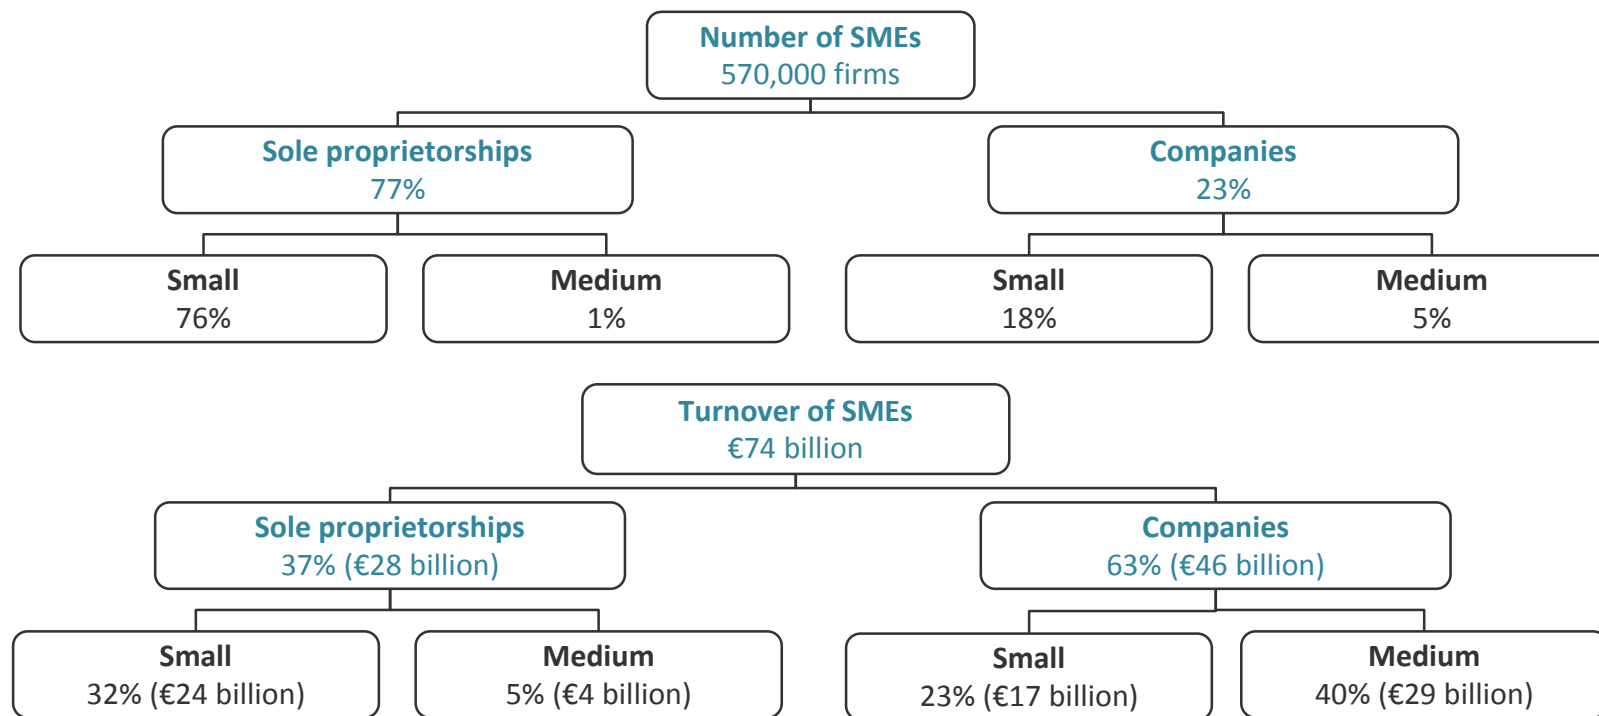 Number of SMEs
570,000 firms
Sole proprietorships
77%
Companies
23%
Small
76%
Medium
1%
Small
18%
Medium
5%
Turnover of SMEs
€74 billion
Sole proprietorships
37% (€28 billion)
Companies
63% (€46 billion)
Small
32% (€24 billion)
Medium
5% (€4 billion)
Small
23% (€17 billion)
Medium
40% (€29 billion)